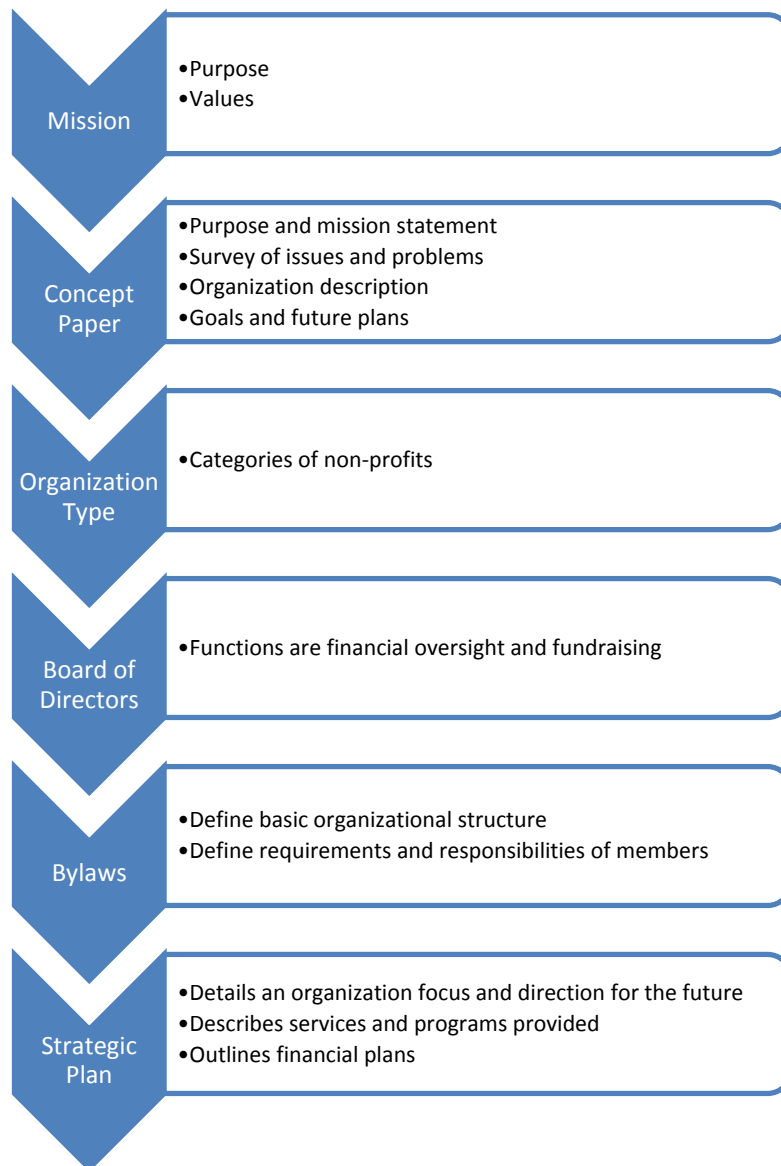 Mission
•Purpose
•Values
Concept
Paper
•Purpose and mission statement
•Survey of issues and problems
•Organization description
•Goals and future plans
Organization
Type
•Categories of non-profits
Board of
Directors
•Functions are financial oversight and fundraising
Bylaws
•Define basic organizational structure
•Define requirements and responsibilities of members
Strategic
Plan
•Details an organization focus and direction for the future
•Describes services and programs provided
•Outlines financial plans